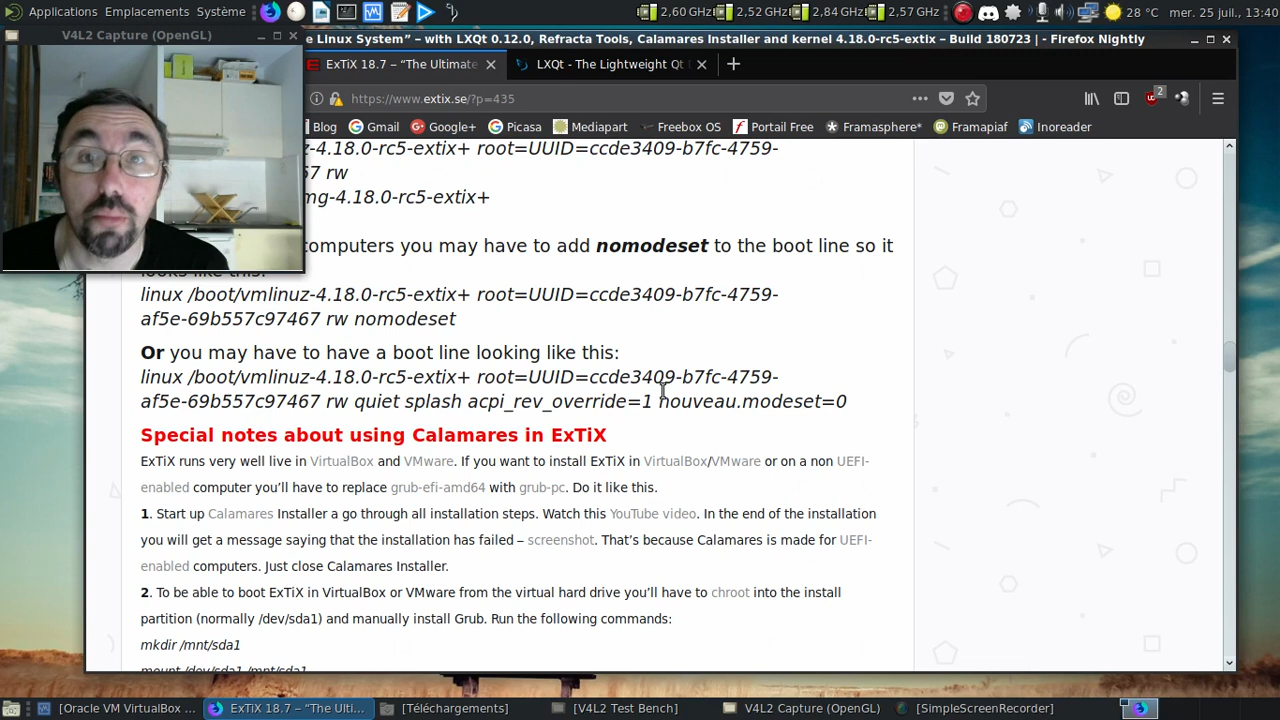 Applications Emplacements Système
2,60 GHz 2,52 GHz 2,84 GHz 2,57 GHz 28 °C mer. 25 juil., 13:40
V4L2 Capture (OpenGL)
e Linux System” – with LXQt 0.12.0, Refracta Tools, Calamares Installer and kernel 4.18.0-rc5-extix – Build 180723 | - Firefox Nightly
ExTiX 18.7 – “The Ultimate
LXQt - The Lightweight Qt
https://www.extix.se/?p=435
2
Blog Gmail Google+ Picasa Mediapart Freebox OS Portail Free Framasphere* Framapiaf Inoreader
z-4.18.0-rc5-extix+ root=UUID=ccde3409-b7fc-4759-
67 rw
mg-4.18.0-rc5-extix+
computers you may have to add nomodeset to the boot line so it
looks like this:
linux /boot/vmlinuz-4.18.0-rc5-extix+ root=UUID=ccde3409-b7fc-4759-
af5e-69b557c97467 rw nomodeset
Or you may have to have a boot line looking like this:
linux /boot/vmlinuz-4.18.0-rc5-extix+ root=UUID=ccde3409-b7fc-4759-
af5e-69b557c97467 rw quiet splash acpi_rev_override=1 nouveau.modeset=0
Special notes about using Calamares in ExTiX
ExTiX runs very well live in VirtualBox and VMware. If you want to install ExTiX in VirtualBox/VMware or on a non UEFI-
enabled computer you’ll have to replace grub-efi-amd64 with grub-pc. Do it like this.
1. Start up Calamares Installer a go through all installation steps. Watch this YouTube video. In the end of the installation
you will get a message saying that the installation has failed – screenshot. That’s because Calamares is made for UEFI-
enabled computers. Just close Calamares Installer.
2. To be able to boot ExTiX in VirtualBox or VMware from the virtual hard drive you’ll have to chroot into the install
partition (normally /dev/sda1) and manually install Grub. Run the following commands:
mkdir /mnt/sda1
mount /dev/sda1 /mnt/sda1
[Oracle VM VirtualBox ... ExTiX 18.7 – “The Ulti... [Téléchargements] [V4L2 Test Bench] V4L2 Capture (OpenGL) [SimpleScreenRecorder]